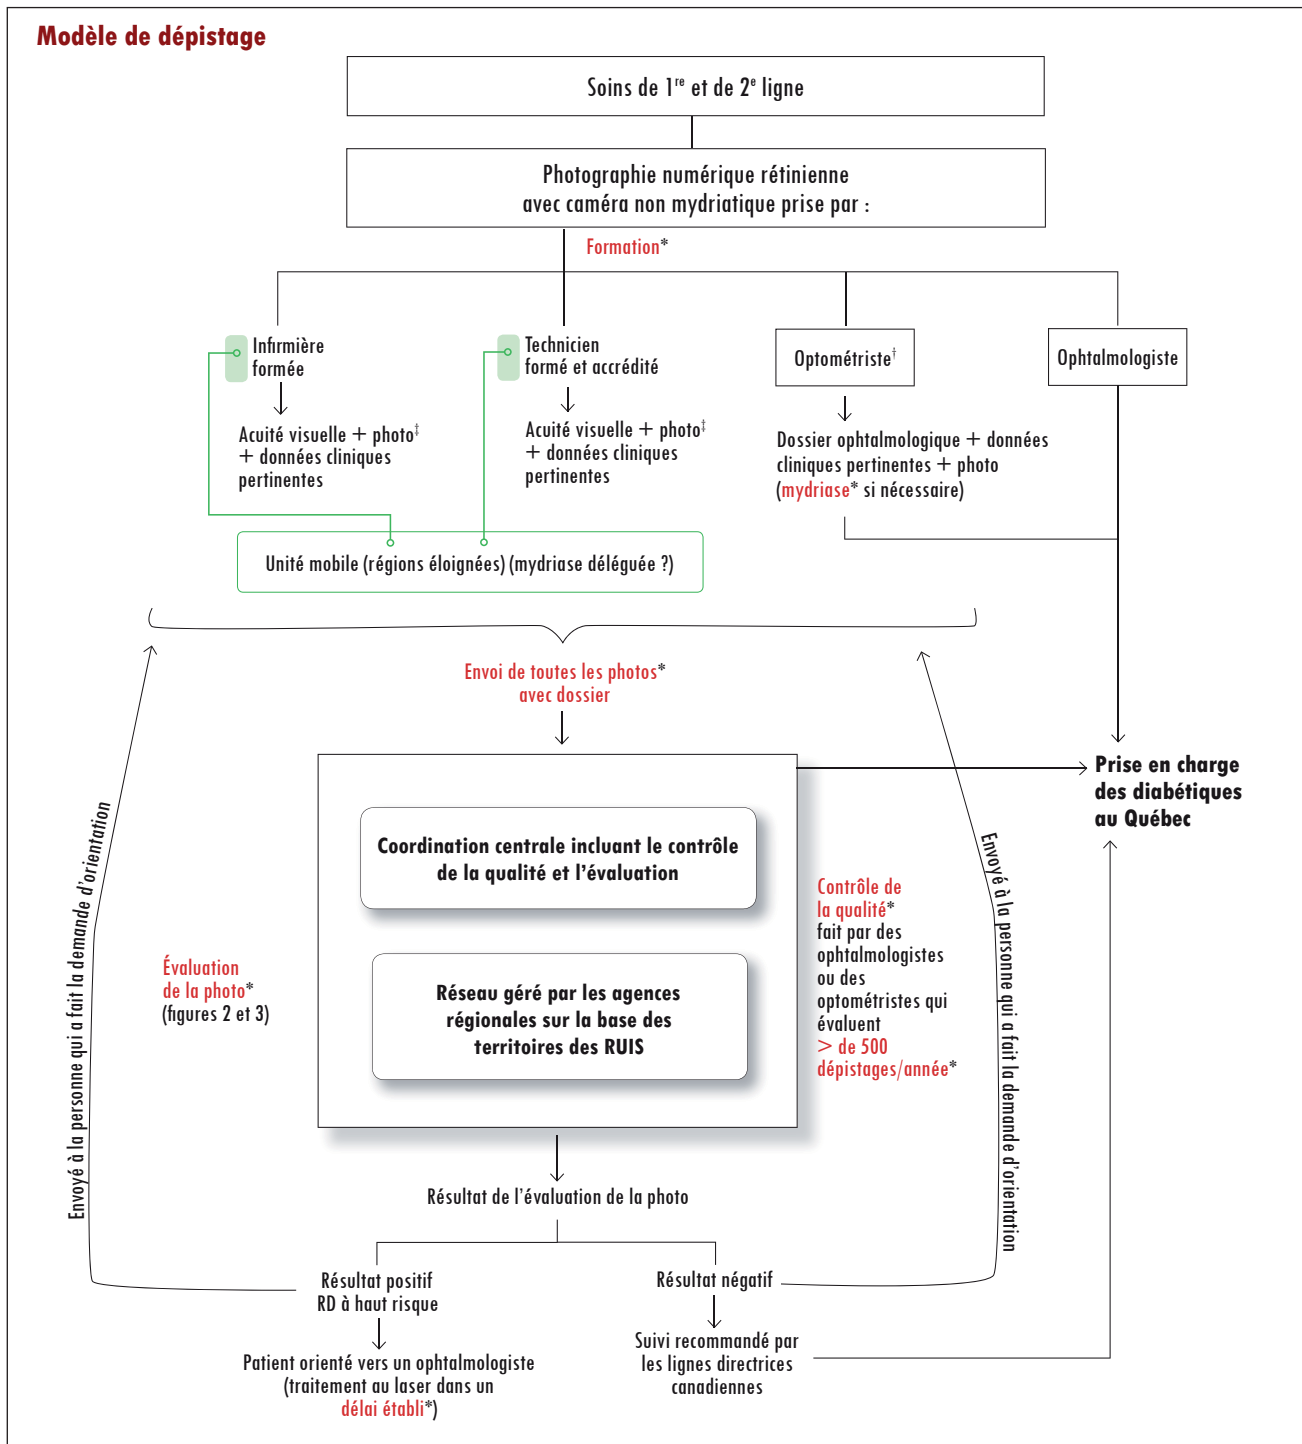 Modèle de dépistage
Soins de 1re et de 2e ligne
Photographie numérique rétinienne
avec caméra non mydriatique prise par :
Formation*
Infirmière
formée
Technicien
formé et accrédité
Optométriste†
Ophtalmologiste
Acuité visuelle + photo‡
+ données cliniques
pertinentes
Acuité visuelle + photo‡
+ données cliniques
pertinentes
Dossier ophtalmologique + données
cliniques pertinentes + photo
(mydriase* si nécessaire)
Unité mobile (régions éloignées) (mydriase déléguée ?)
Envoi de toutes les photos*
avec dossier
Prise en charge
des diabétiques
au Québec
Coordination centrale incluant le contrôle
de la qualité et l'évaluation
Réseau géré par les agences
régionales sur la base des
territoires des RUIS
Évaluation
de la photo*
(figures 2 et 3)
Contrôle de
la qualité*
fait par des
ophtalmologistes
ou des
optométristes qui
évaluent
> de 500
dépistages/année*
Envoyé à la personne qui a fait la demande d'orientation
Envoyé à la personne qui a fait la demande d'orientation
Résultat de l'évaluation de la photo
Résultat positif
RD à haut risque
Résultat négatif
Patient orienté vers un ophtalmologiste
(traitement au laser dans un
délai établi*)
Suivi recommandé par
les lignes directrices
canadiennes